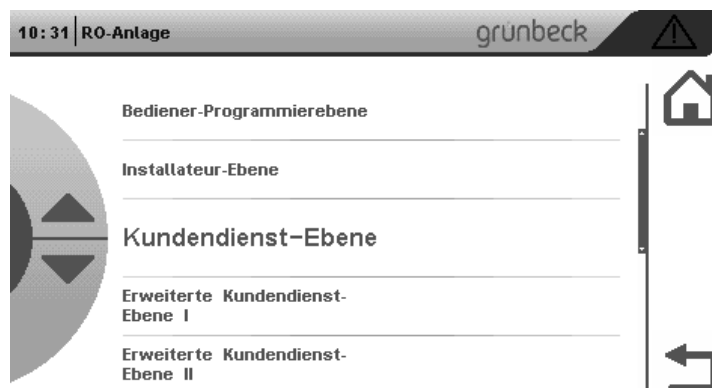 10:31 RO-Anlage grünbeck
Bediener-Programmierebene
Installateur-Ebene
Kundendienst-Ebene
Erweiterte Kundendienst-
Ebene I
Erweiterte Kundendienst-
Ebene II